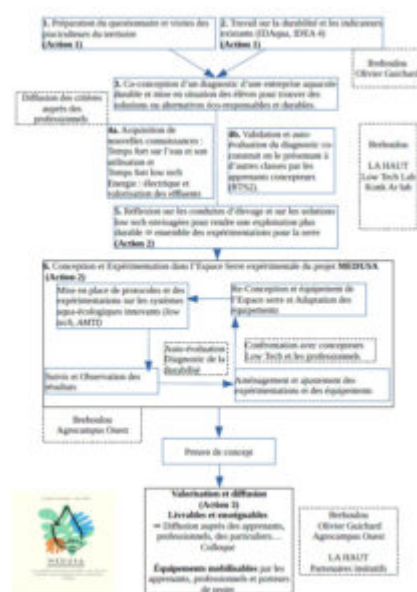 1. Préparation du questionnaire et visites des
pisciculteurs du territoire
(Action 1)
2. Travail sur la durabilité et les indicateurs
existants (IDAqua, IDEA 4)
(Action 1)
Brehoulou
Olivier Guichard
3. Co-conception d'un diagnostic d'une entreprise aquacole
durable et mise en situation des élèves pour trouver des
solutions ou alternatives éco-responsables et durables.
Diffusion des critères
auprès des
professionnels
4a. Acquisition de
nouvelles connaissances :
Temps fort sur l'eau et son
utilisation et
Temps fort low tech
Energie : électrique et
valorisation des effluents
4b. Validation et auto-
évaluation du diagnostic co-
construit en le présentant à
d'autres classes par les
apprenants concepteurs
(BTS2)
Brehoulou
LA HAUT
Low Tech Lab
Konk Ar lab
5. Réflexion sur les conduites d'élevage et sur les solutions
low tech envisagées pour rendre une exploitation plus
durable = ensemble des expérimentations pour la serre
(Action 2)
6. Conception et Expérimentation dans l'Espace Serre expérimentale du projet MEDUSA
(Action 2)
Mise en place de protocoles et des
expérimentations sur les systèmes
aqua-écologiques innovants (low
tech, AMTI)
Re-Conception et équipement de
l'Espace serre et Adaptation des
équipements
Auto-évaluation
Diagnostic de la
durabilité
Confrontation avec concepteurs
Low Tech et les professionnels
Suivis et Observation des
résultats
Aménagement et ajustement des
expérimentations et des équipements
Brehoulou
Agrocampus Ouest
Preuve de concept
Valorisation et diffusion
(Action 3)
Livrables et enseignables
= Diffusion auprès des apprenants,
professionnels, des particuliers…
Colloque
Équipements mobilisables par les
apprenants, professionnels et porteurs
de projet
Brehoulou
Olivier Guichard
Agrocampus Ouest
LA HAUT
Partenaires instituts
MEDUSA